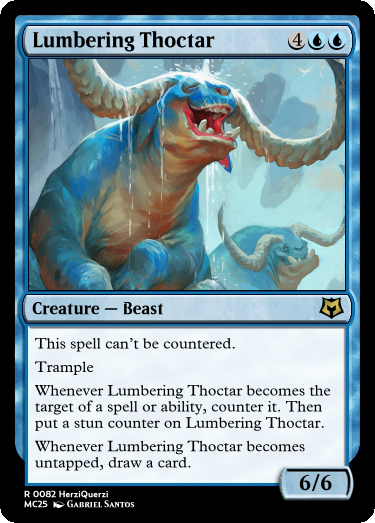 Lumbering Thoctar 4
Creature — Beast
This spell can't be countered.
Trample
Whenever Lumbering Thoctar becomes the
target of a spell or ability, counter it. Then
put a stun counter on Lumbering Thoctar.
Whenever Lumbering Thoctar becomes
untapped, draw a card.
6/6
R 0082 HerziQuerzi
MC25 Gabriel Santos